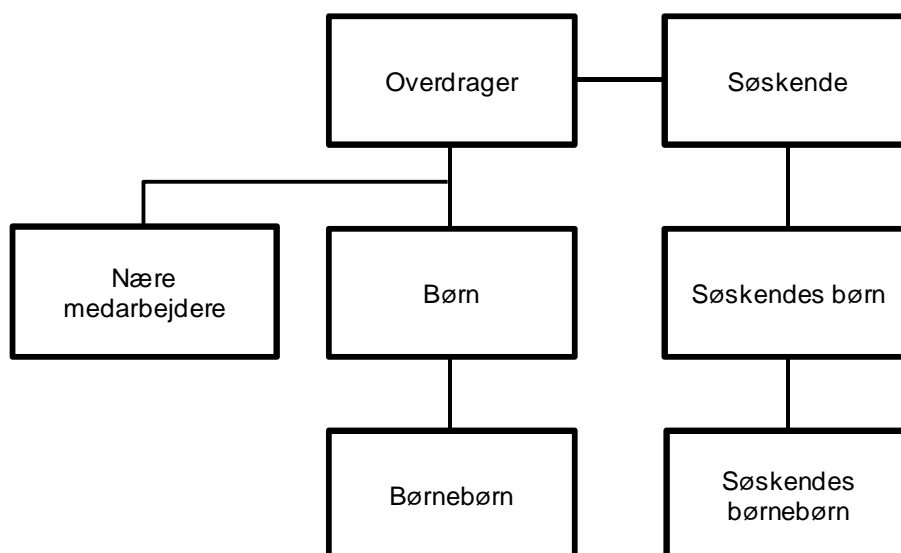 Overdrager
Søskende
Nære
medarbejdere
Børn
Søskendes børn
Børnebørn
Søskendes
børnebørn